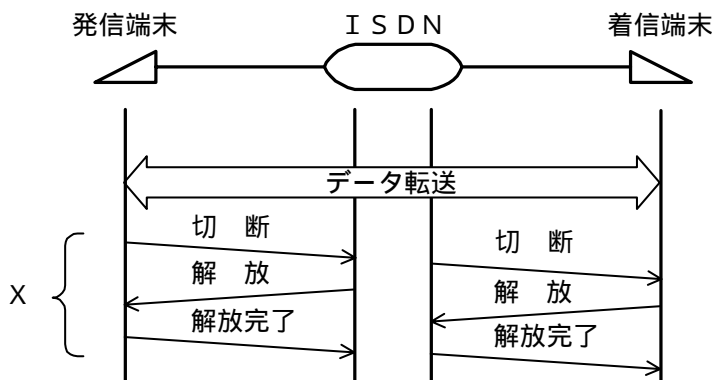 発信端末 ＩＳＤＮ 着信端末
データ転送
切 断 切 断
解 放 解 放
X
解放完了 解放完了